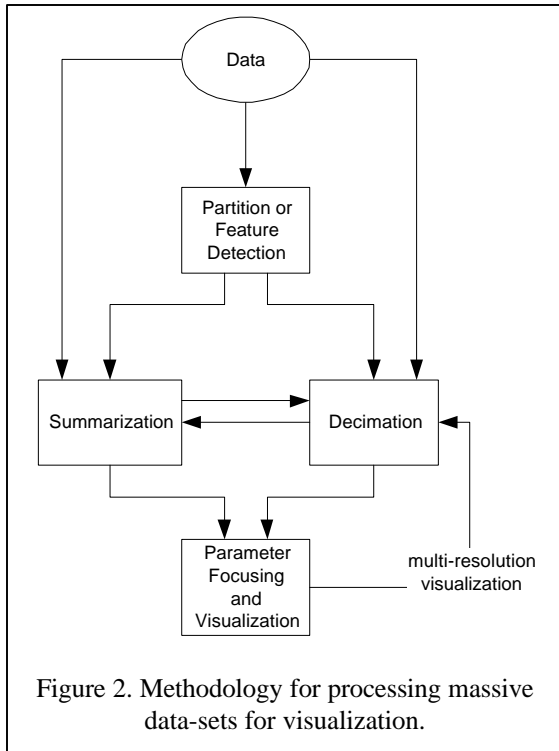 Data
Partition or
Feature
Detection
Summarization
Decimation
Parameter
Focusing
and
Visualization
multi-resolution
visualization
Figure 2. Methodology for processing massive
data-sets for visualization.